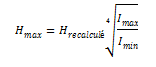 H_max = H_recalculé ⁴√(I_max / I_min)